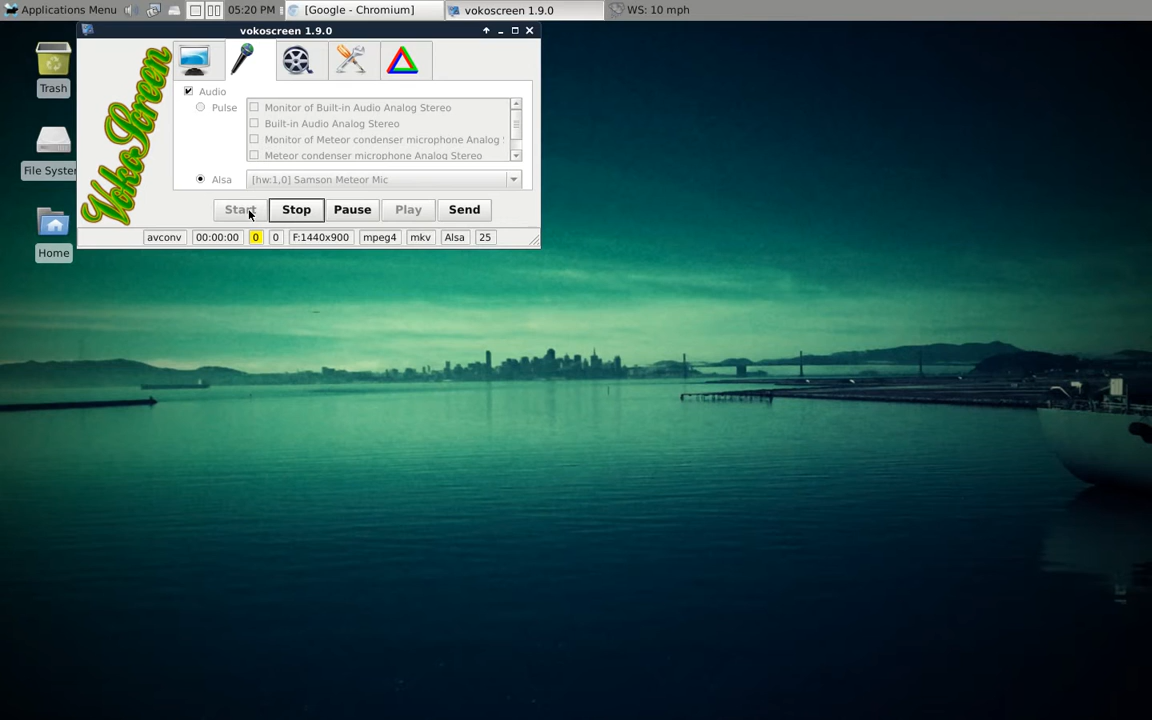 Applications Menu
05:20 PM
[Google - Chromium]
vokoscreen 1.9.0
WS: 10 mph
vokoscreen 1.9.0
Trash
File System
Home
VokoScreen
Audio
Pulse
Monitor of Built-in Audio Analog Stereo
Built-in Audio Analog Stereo
Monitor of Meteor condenser microphone Analog
Meteor condenser microphone Analog Stereo
Alsa
[hw:1,0] Samson Meteor Mic
Start
Stop
Pause
Play
Send
avconv
00:00:00
0
0
F:1440x900
mpeg4
mkv
Alsa
25